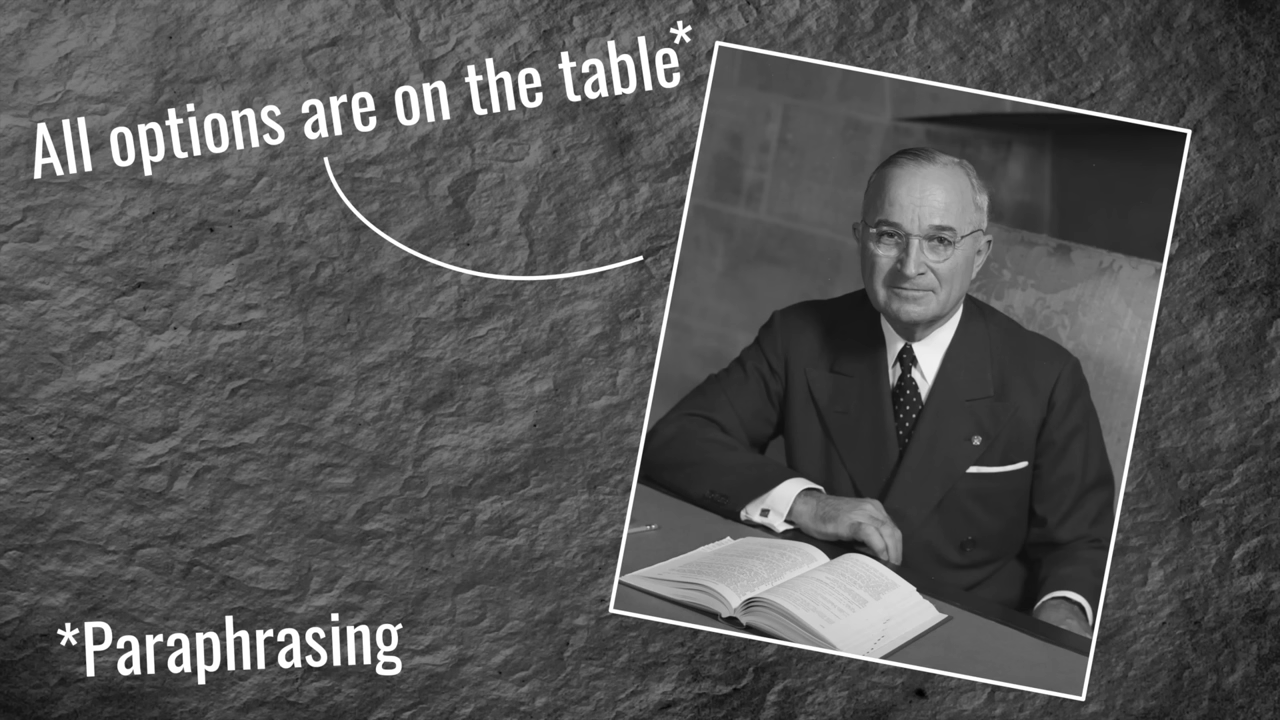 All options are on the table*
*Paraphrasing